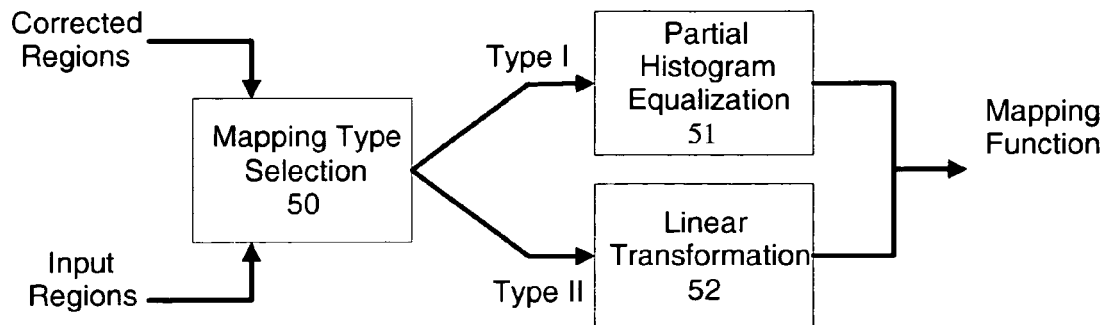 Corrected
Regions
Mapping Type
Selection
50
Input
Regions
Type I
Type II
Partial
Histogram
Equalization
51
Linear
Transformation
52
Mapping
Function